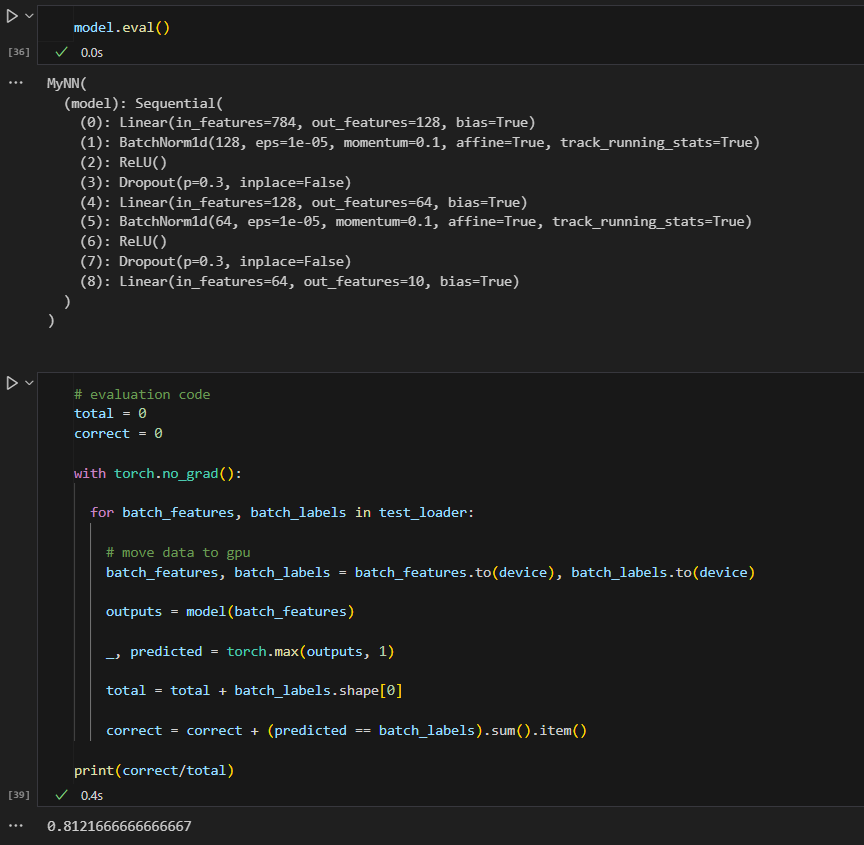 model.eval()
[36]
0.0s
... MyNN(
(model): Sequential(
(0): Linear(in_features=784, out_features=128, bias=True)
(1): BatchNorm1d(128, eps=1e-05, momentum=0.1, affine=True, track_running_stats=True)
(2): ReLU()
(3): Dropout(p=0.3, inplace=False)
(4): Linear(in_features=128, out_features=64, bias=True)
(5): BatchNorm1d(64, eps=1e-05, momentum=0.1, affine=True, track_running_stats=True)
(6): ReLU()
(7): Dropout(p=0.3, inplace=False)
(8): Linear(in_features=64, out_features=10, bias=True)
)
)
# evaluation code
total = 0
correct = 0
with torch.no_grad():
for batch_features, batch_labels in test_loader:
# move data to gpu
batch_features, batch_labels = batch_features.to(device), batch_labels.to(device)
outputs = model(batch_features)
_, predicted = torch.max(outputs, 1)
total = total + batch_labels.shape[0]
correct = correct + (predicted == batch_labels).sum().item()
print(correct/total)
[39]
0.4s
... 0.8121666666666667